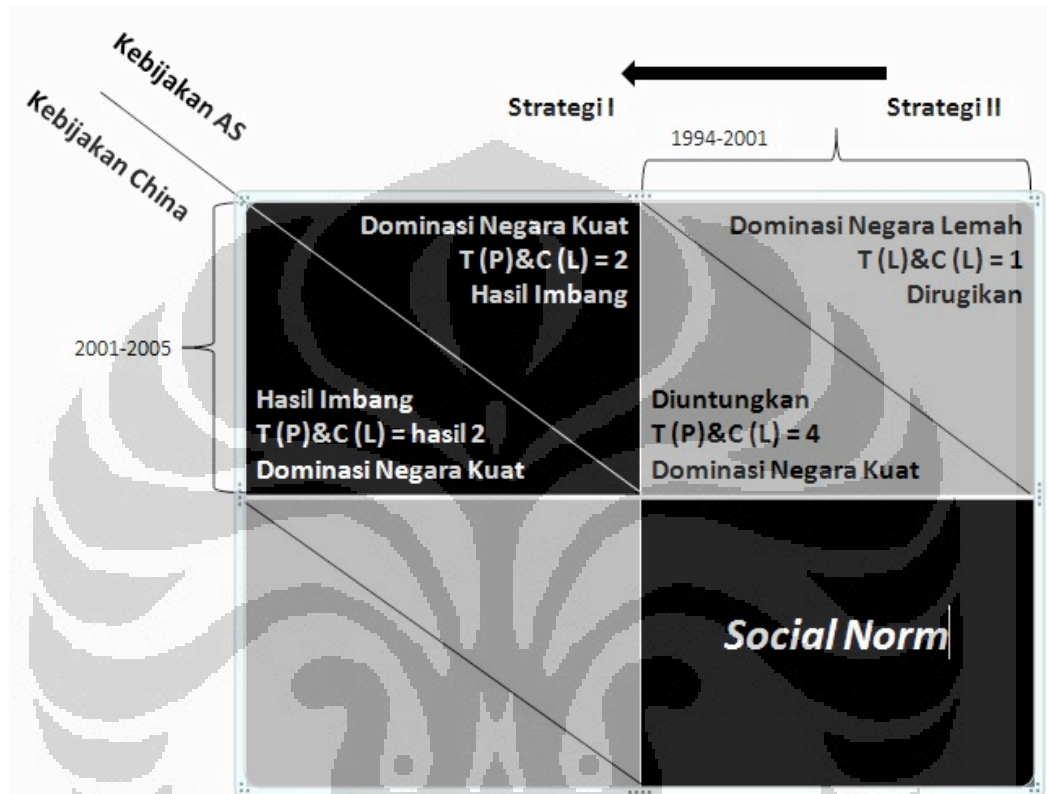 Kebijakan AS
Kebijakan China
Strategi I
Strategi II
1994-2001
2001-2005
Dominasi Negara Kuat
T (P)&C (L) = 2
Hasil Imbang
Hasil Imbang
T (P)&C (L) = hasil 2
Dominasi Negara Kuat
Dominasi Negara Lemah
T (L)&C (L) = 1
Dirugikan
Diuntungkan
T (P)&C (L) = 4
Dominasi Negara Kuat
Social Norm